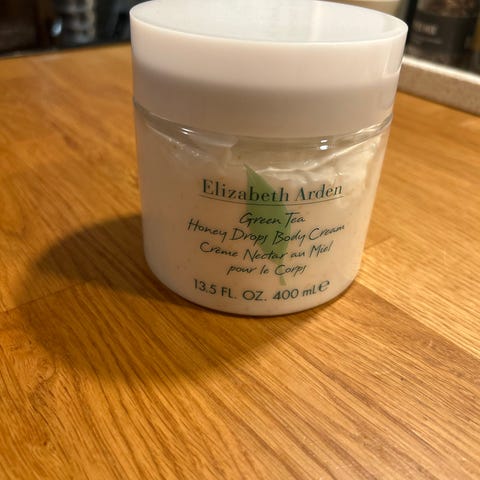 Elizabeth Arden
Green Tea
Honey Drops Body Cream
Crème Nectar au Miel
pour le Corps
13.5 FL. OZ. 400 mL ℮